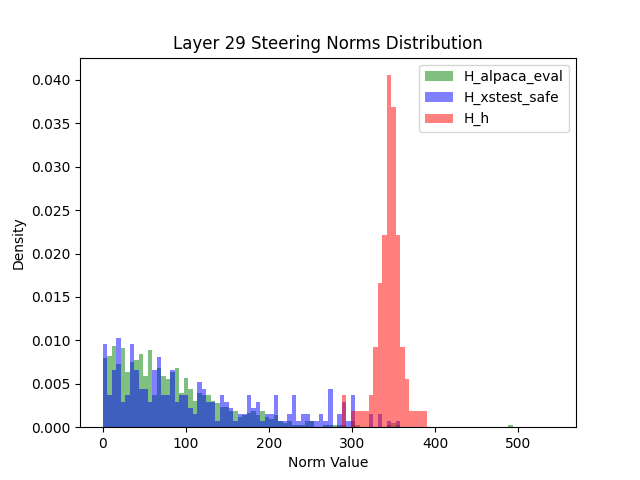 Layer 29 Steering Norms Distribution
H_alpaca_eval
H_xstest_safe
H_h
Density
0.040
0.035
0.030
0.025
0.020
0.015
0.010
0.005
0.000
0
100
200
300
400
500
Norm Value